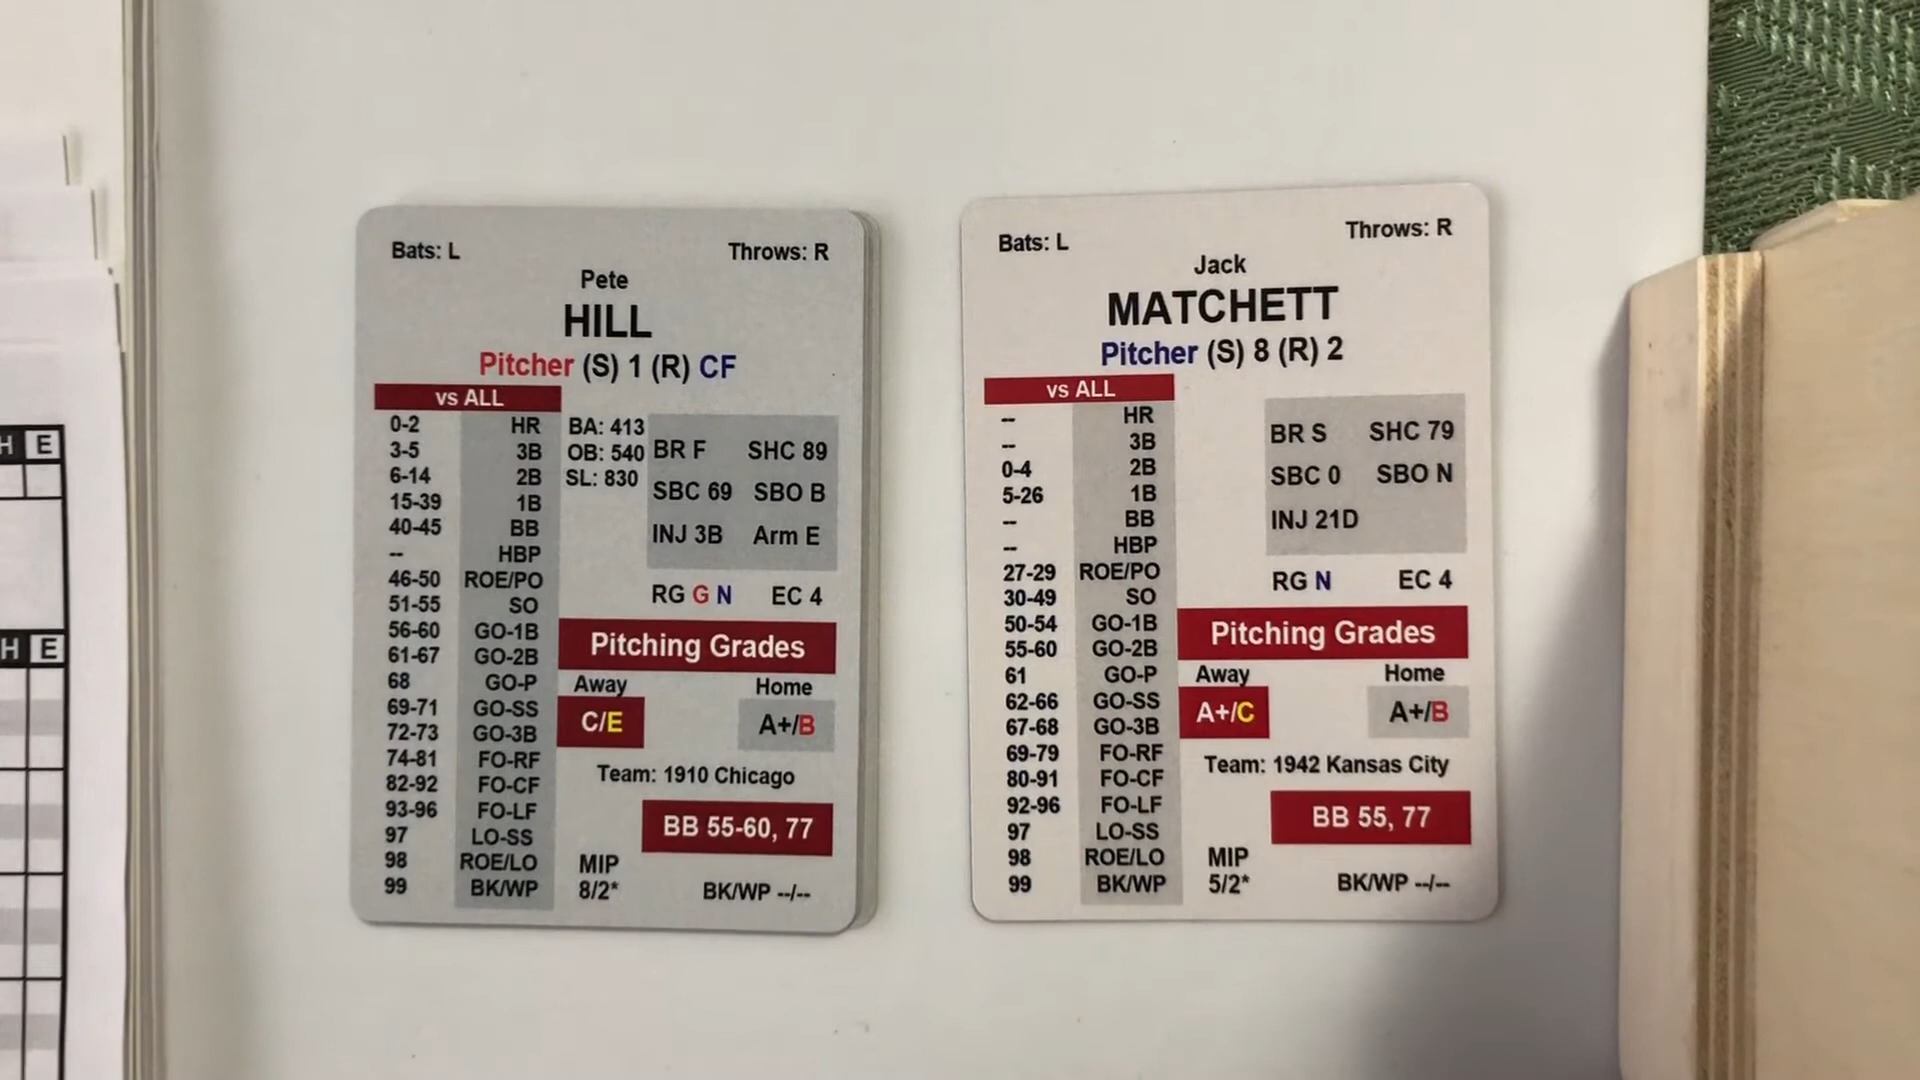 H E
H E
Bats: L Throws: R
Pete
HILL
Pitcher (S) 1 (R) CF
vs ALL
0-2 HR BA: 413
3-5 3B OB: 540 BR F SHC 89
6-14 2B SL: 830
15-39 1B SBC 69 SBO B
40-45 BB
-- HBP INJ 3B Arm E
46-50 ROE/PO
51-55 SO RG G N EC 4
56-60 GO-1B
61-67 GO-2B Pitching Grades
68 GO-P Away Home
69-71 GO-SS C/E A+/B
72-73 GO-3B
74-81 FO-RF Team: 1910 Chicago
82-92 FO-CF
93-96 FO-LF BB 55-60, 77
97 LO-SS
98 ROE/LO MIP
99 BK/WP 8/2* BK/WP --/--
Bats: L Throws: R
Jack
MATCHETT
Pitcher (S) 8 (R) 2
vs ALL
-- HR BR S SHC 79
-- 3B
0-4 2B SBC 0 SBO N
5-26 1B
-- BB INJ 21D
-- HBP
27-29 ROE/PO RG N EC 4
30-49 SO
50-54 GO-1B Pitching Grades
55-60 GO-2B
61 GO-P Away Home
62-66 GO-SS A+/C A+/B
67-68 GO-3B
69-79 FO-RF Team: 1942 Kansas City
80-91 FO-CF
92-96 FO-LF BB 55, 77
97 LO-SS
98 ROE/LO MIP
99 BK/WP 5/2* BK/WP --/--